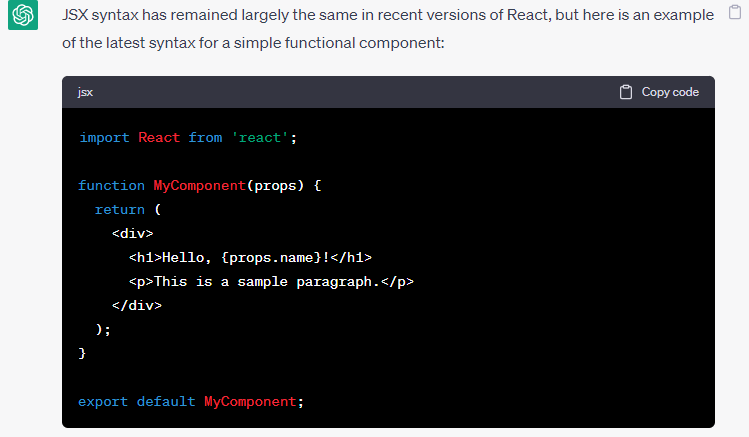 JSX syntax has remained largely the same in recent versions of React, but here is an example
of the latest syntax for a simple functional component:
jsx
Copy code
import React from 'react';
function MyComponent(props) {
  return (
    <div>
      <h1>Hello, {props.name}!</h1>
      <p>This is a sample paragraph.</p>
    </div>
  );
}
export default MyComponent;